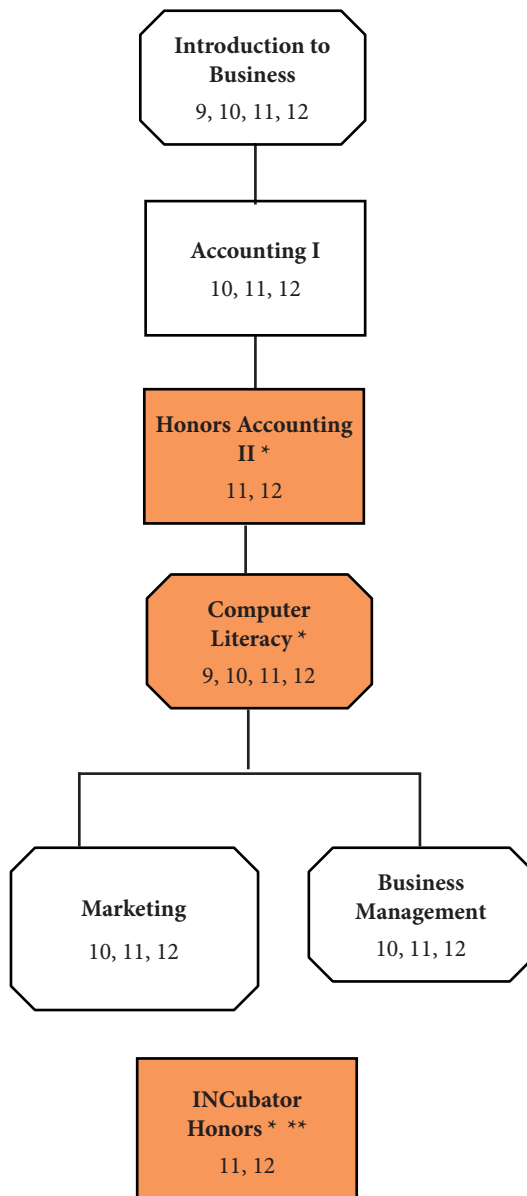 Introduction to
Business
9, 10, 11, 12
Accounting I
10, 11, 12
Honors Accounting
II *
11, 12
Computer
Literacy *
9, 10, 11, 12
Marketing
10, 11, 12
Business
Management
10, 11, 12
INCubator
Honors * **
11, 12